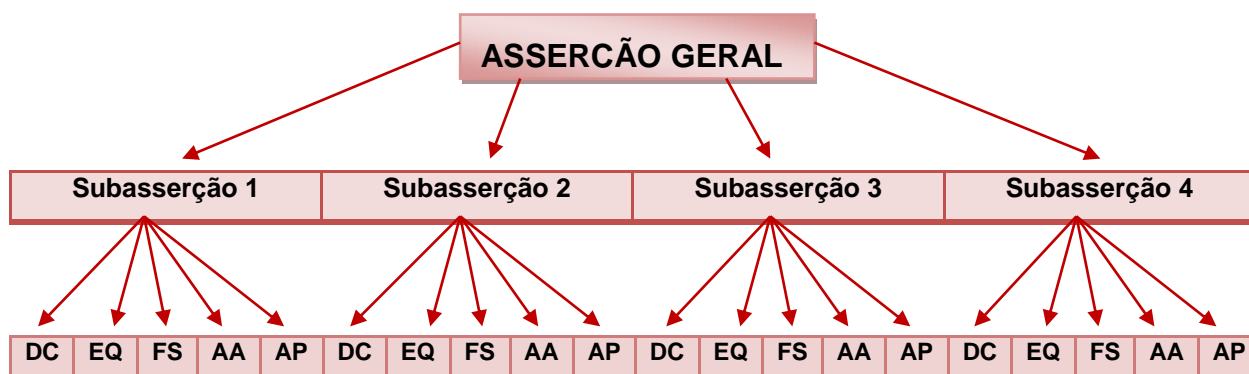 ASSERCÃO GERAL
Subasserção 1 Subasserção 2 Subasserção 3 Subasserção 4
DC EQ FS AA AP DC EQ FS AA AP DC EQ FS AA AP DC EQ FS AA AP